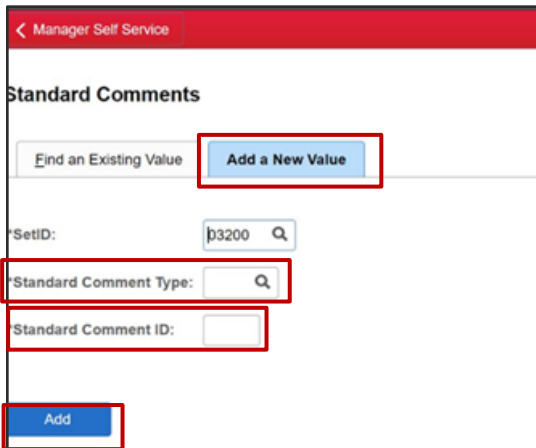 Manager Self Service
Standard Comments
Find an Existing Value
Add a New Value
*SetID:
03200
*Standard Comment Type:
*Standard Comment ID:
Add